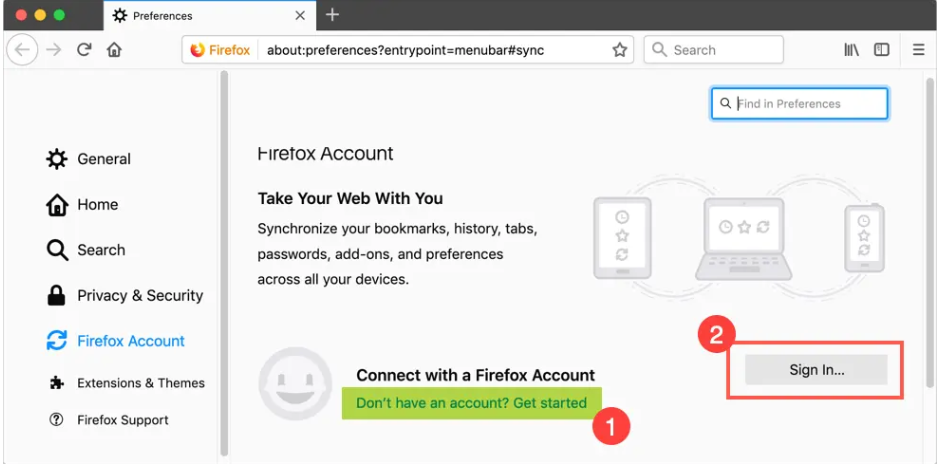 Preferences
Firefox
about:preferences?entrypoint=menubar#sync
Search
Find in Preferences
General
Home
Search
Privacy & Security
Firefox Account
Extensions & Themes
Firefox Support
Firefox Account
Take Your Web With You
Synchronize your bookmarks, history, tabs,
passwords, add-ons, and preferences
across all your devices.
2
Sign In...
Connect with a Firefox Account
Don't have an account? Get started
1